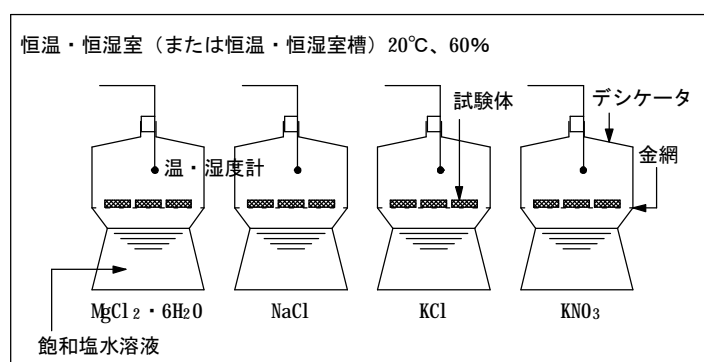 恒温・恒湿室（または恒温・恒湿室槽）20℃、60%
試験体
デシケータ
温・湿度計
金網
MgCl₂・6H₂O
NaCl
KCl
KNO₃
飽和塩水溶液